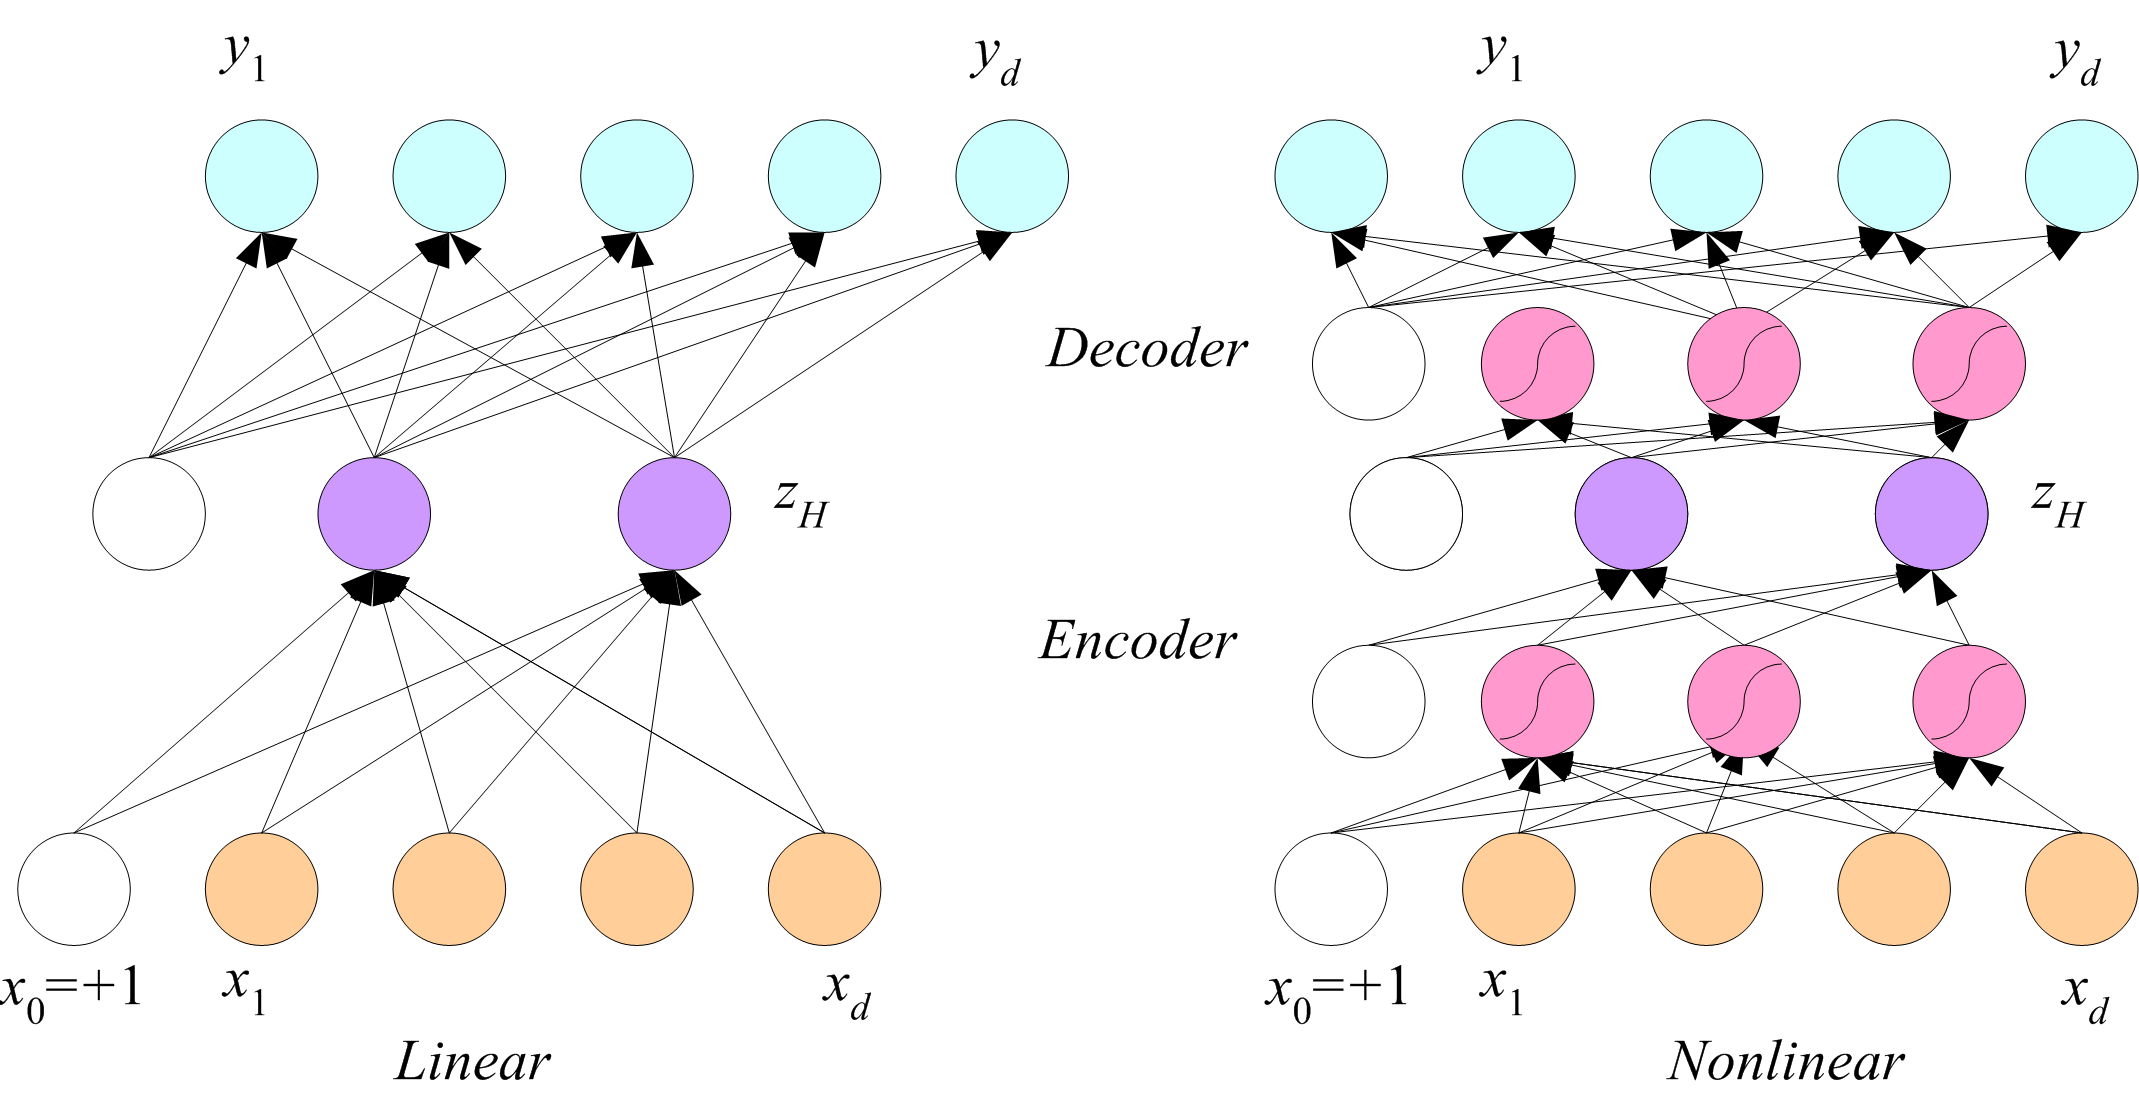 y1 yd y1 yd
Decoder
zH zH
Encoder
x0=+1 x1 xd x0=+1 x1 xd
Linear Nonlinear